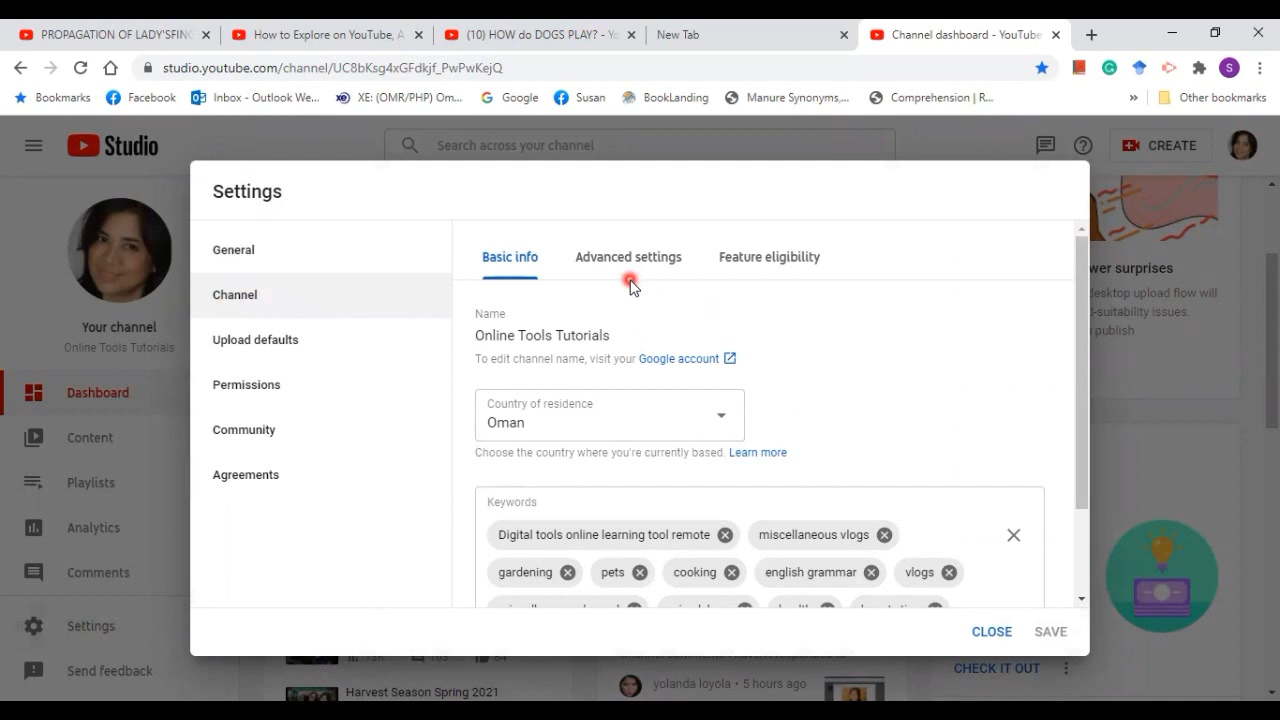 PROPAGATION OF LADY'SFING
How to Explore on YouTube, A
(10) HOW do DOGS PLAY? - Yo
New Tab
Channel dashboard - YouTube
studio.youtube.com/channel/UC8bKsg4xGFdkjf_PwPwKejQ
S
Bookmarks
Facebook
Inbox - Outlook We...
XE: (OMR/PHP) Om...
Google
Susan
BookLanding
Manure Synonyms,...
Comprehension | R...
Other bookmarks
Studio
Search across your channel
CREATE
Settings
General
Channel
Upload defaults
Permissions
Community
Agreements
Basic info
Advanced settings
Feature eligibility
Name
Online Tools Tutorials
To edit channel name, visit your Google account
Country of residence
Oman
Choose the country where you're currently based. Learn more
Keywords
Digital tools online learning tool remote
miscellaneous vlogs
gardening
pets
cooking
english grammar
vlogs
CLOSE
SAVE
Your channel
Online Tools Tutorials
Dashboard
Content
Playlists
Analytics
Comments
Settings
Send feedback
wer surprises
desktop upload flow will
d-suitability issues.
publish
CHECK IT OUT
Harvest Season Spring 2021
yolanda loyola • 5 hours ago